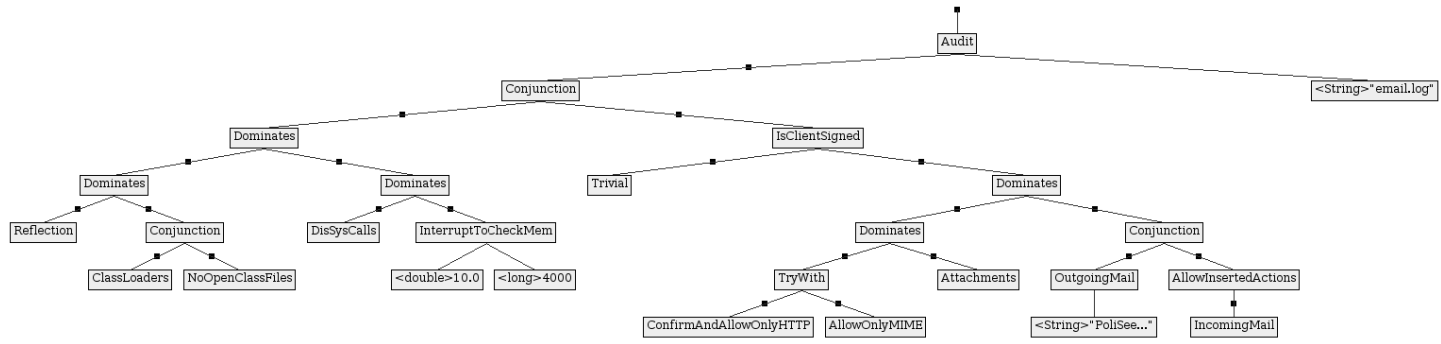 Audit
Conjunction
<String>"email.log"
Dominates
IsClientSigned
Dominates
Dominates
Trivial
Dominates
Reflection
Conjunction
DisSysCalls
InterruptToCheckMem
Dominates
Conjunction
ClassLoaders
NoOpenClassFiles
<double>10.0
<long>4000
TryWith
Attachments
OutgoingMail
AllowInsertedActions
ConfirmAndAllowOnlyHTTP
AllowOnlyMIME
<String>"PoliSee..."
IncomingMail